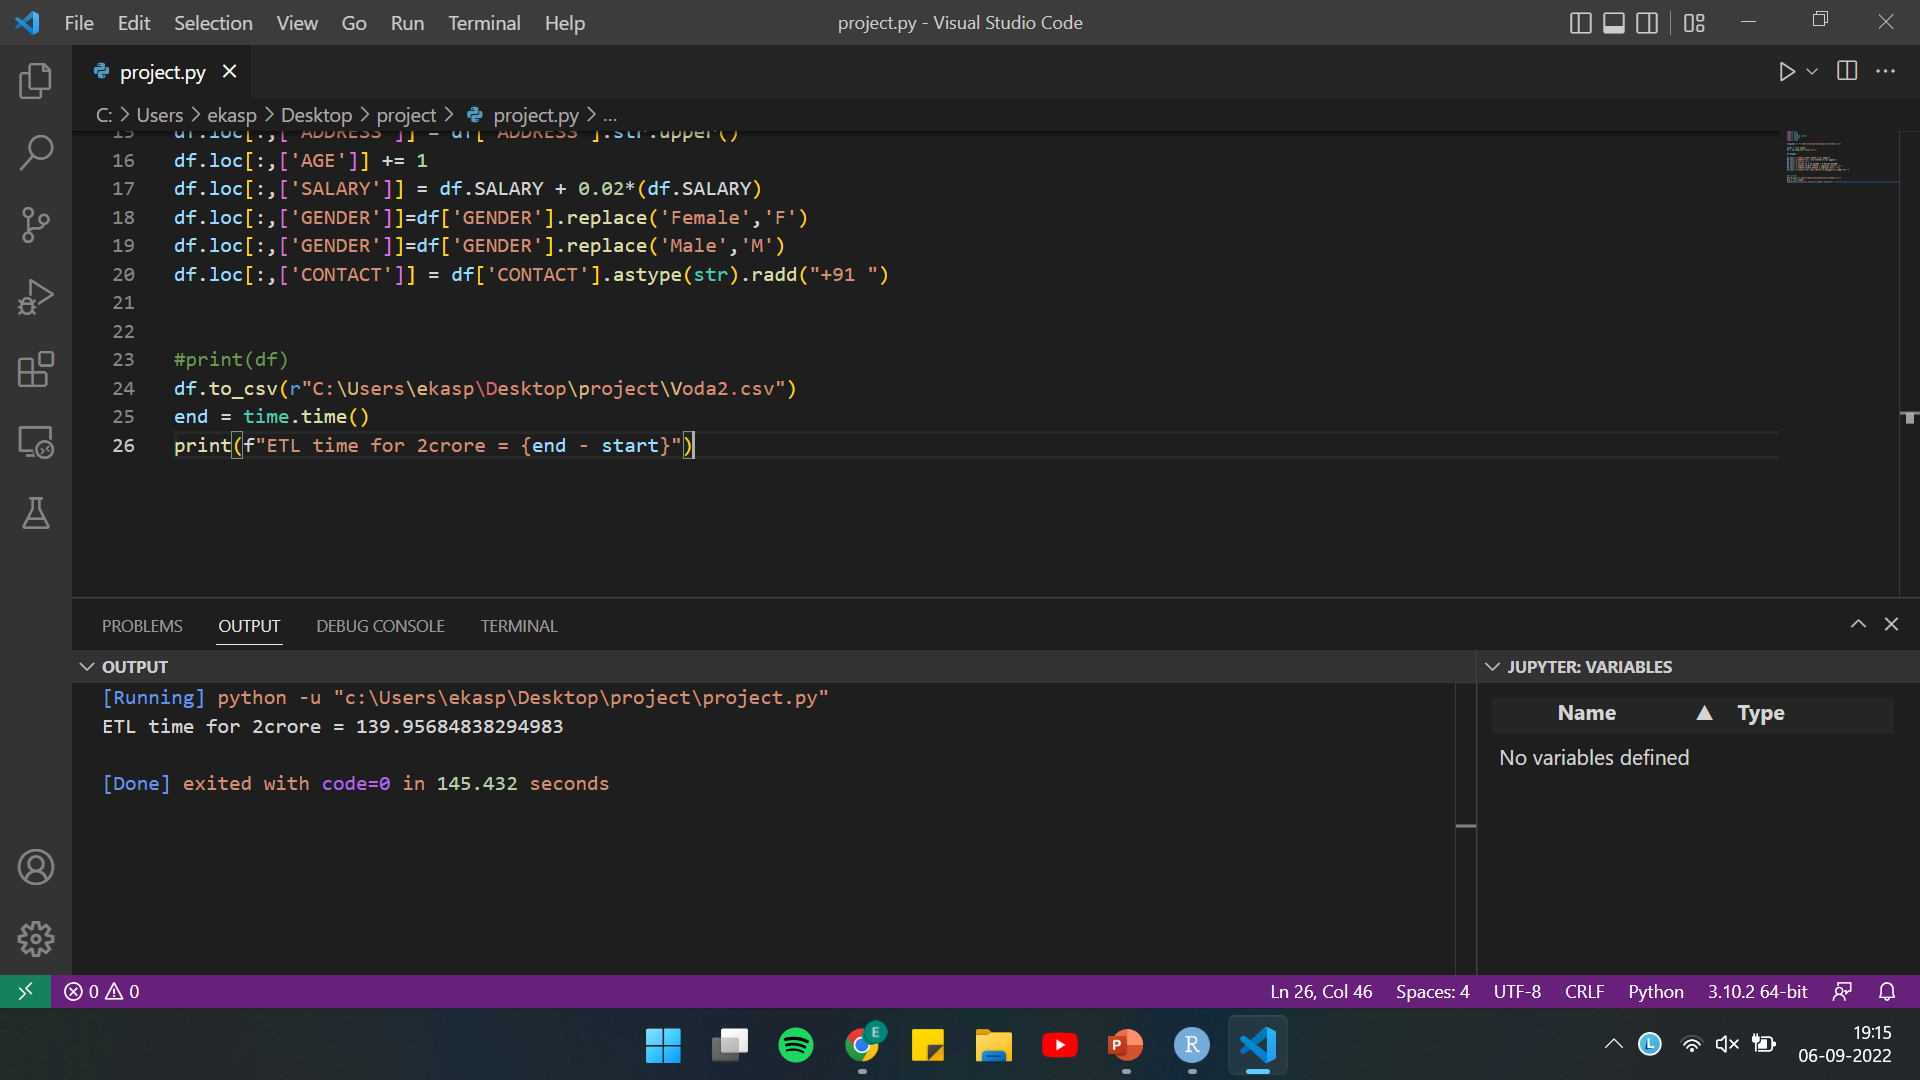 File Edit Selection View Go Run Terminal Help
project.py - Visual Studio Code
project.py
C: > Users > ekasp > Desktop > project > project.py > ...
15 df.loc[:,['ADDRESS']] = df['ADDRESS'].str.upper()
16 df.loc[:,['AGE']] += 1
17 df.loc[:,['SALARY']] = df.SALARY + 0.02*(df.SALARY)
18 df.loc[:,['GENDER']]=df['GENDER'].replace('Female','F')
19 df.loc[:,['GENDER']]=df['GENDER'].replace('Male','M')
20 df.loc[:,['CONTACT']] = df['CONTACT'].astype(str).radd("+91 ")
21
22
23 #print(df)
24 df.to_csv(r"C:\Users\ekasp\Desktop\project\Voda2.csv")
25 end = time.time()
26 print(f"ETL time for 2crore = {end - start}")
PROBLEMS OUTPUT DEBUG CONSOLE TERMINAL
OUTPUT
[Running] python -u "c:\Users\ekasp\Desktop\project\project.py"
ETL time for 2crore = 139.95684838294983
[Done] exited with code=0 in 145.432 seconds
JUPYTER: VARIABLES
Name Type
No variables defined
0 0
Ln 26, Col 46 Spaces: 4 UTF-8 CRLF Python 3.10.2 64-bit
E
P
R
L
19:15
06-09-2022